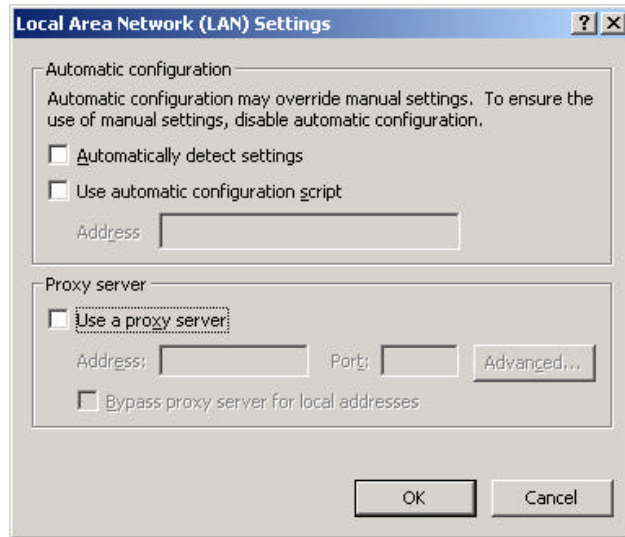 Local Area Network (LAN) Settings
Automatic configuration
Automatic configuration may override manual settings. To ensure the
use of manual settings, disable automatic configuration.
Automatically detect settings
Use automatic configuration script
Address
Proxy server
Use a proxy server
Address: Port: Advanced...
Bypass proxy server for local addresses
OK Cancel